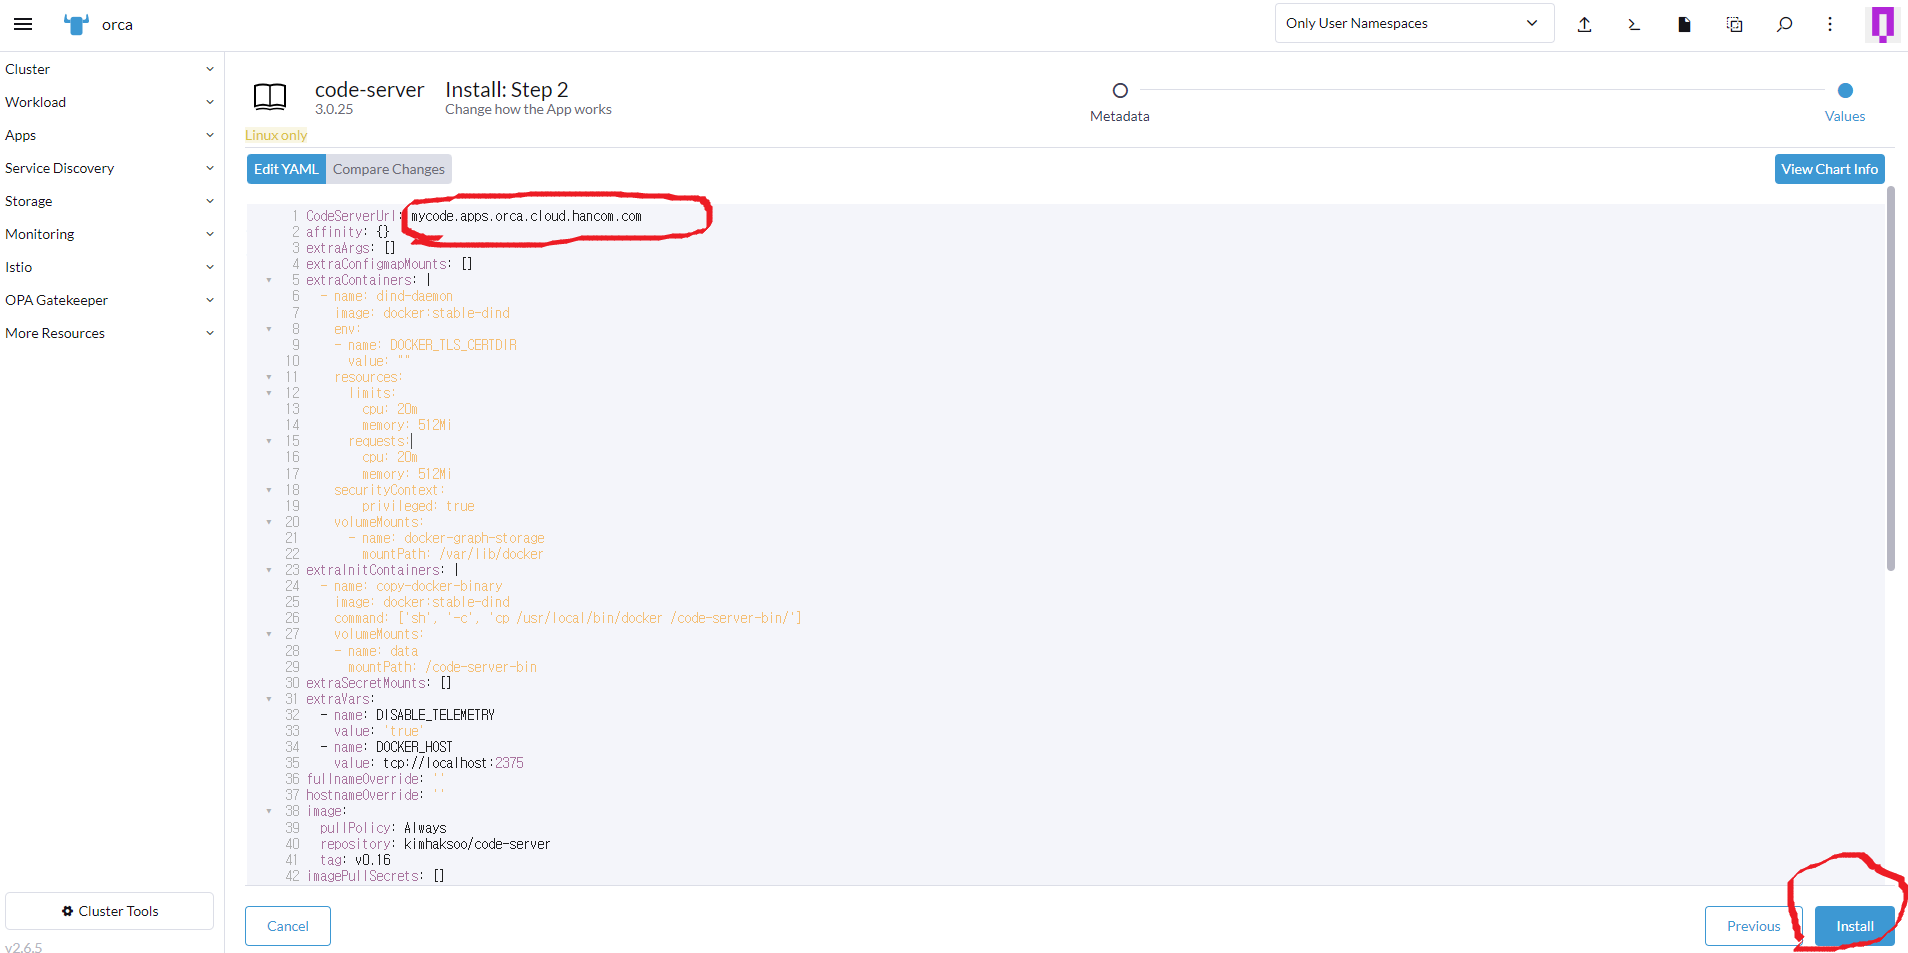 orca
Only User Namespaces
Cluster
Workload
Apps
Service Discovery
Storage
Monitoring
Istio
OPA Gatekeeper
More Resources
Cluster Tools
v2.6.5
code-server
3.0.25
Linux only
Install: Step 2
Change how the App works
Metadata
Values
Edit YAML
Compare Changes
View Chart Info
1 CodeServerUrl: mycode.apps.orca.cloud.hancom.com
2 affinity: {}
3 extraArgs: []
4 extraConfigmapMounts: []
5 extraContainers: |
6   - name: dind-daemon
7     image: docker:stable-dind
8     env:
9     - name: DOCKER_TLS_CERTDIR
10       value: ""
11     resources:
12       limits:
13         cpu: 20m
14         memory: 512Mi
15       requests:
16         cpu: 20m
17         memory: 512Mi
18     securityContext:
19         privileged: true
20     volumeMounts:
21       - name: docker-graph-storage
22         mountPath: /var/lib/docker
23 extraInitContainers: |
24   - name: copy-docker-binary
25     image: docker:stable-dind
26     command: ['sh', '-c', 'cp /usr/local/bin/docker /code-server-bin/']
27     volumeMounts:
28     - name: data
29       mountPath: /code-server-bin
30 extraSecretMounts: []
31 extraVars:
32   - name: DISABLE_TELEMETRY
33     value: 'true'
34   - name: DOCKER_HOST
35     value: tcp://localhost:2375
36 fullnameOverride: ''
37 hostnameOverride: ''
38 image:
39   pullPolicy: Always
40   repository: kimhaksoo/code-server
41   tag: v0.16
42 imagePullSecrets: []
Cancel
Previous
Install